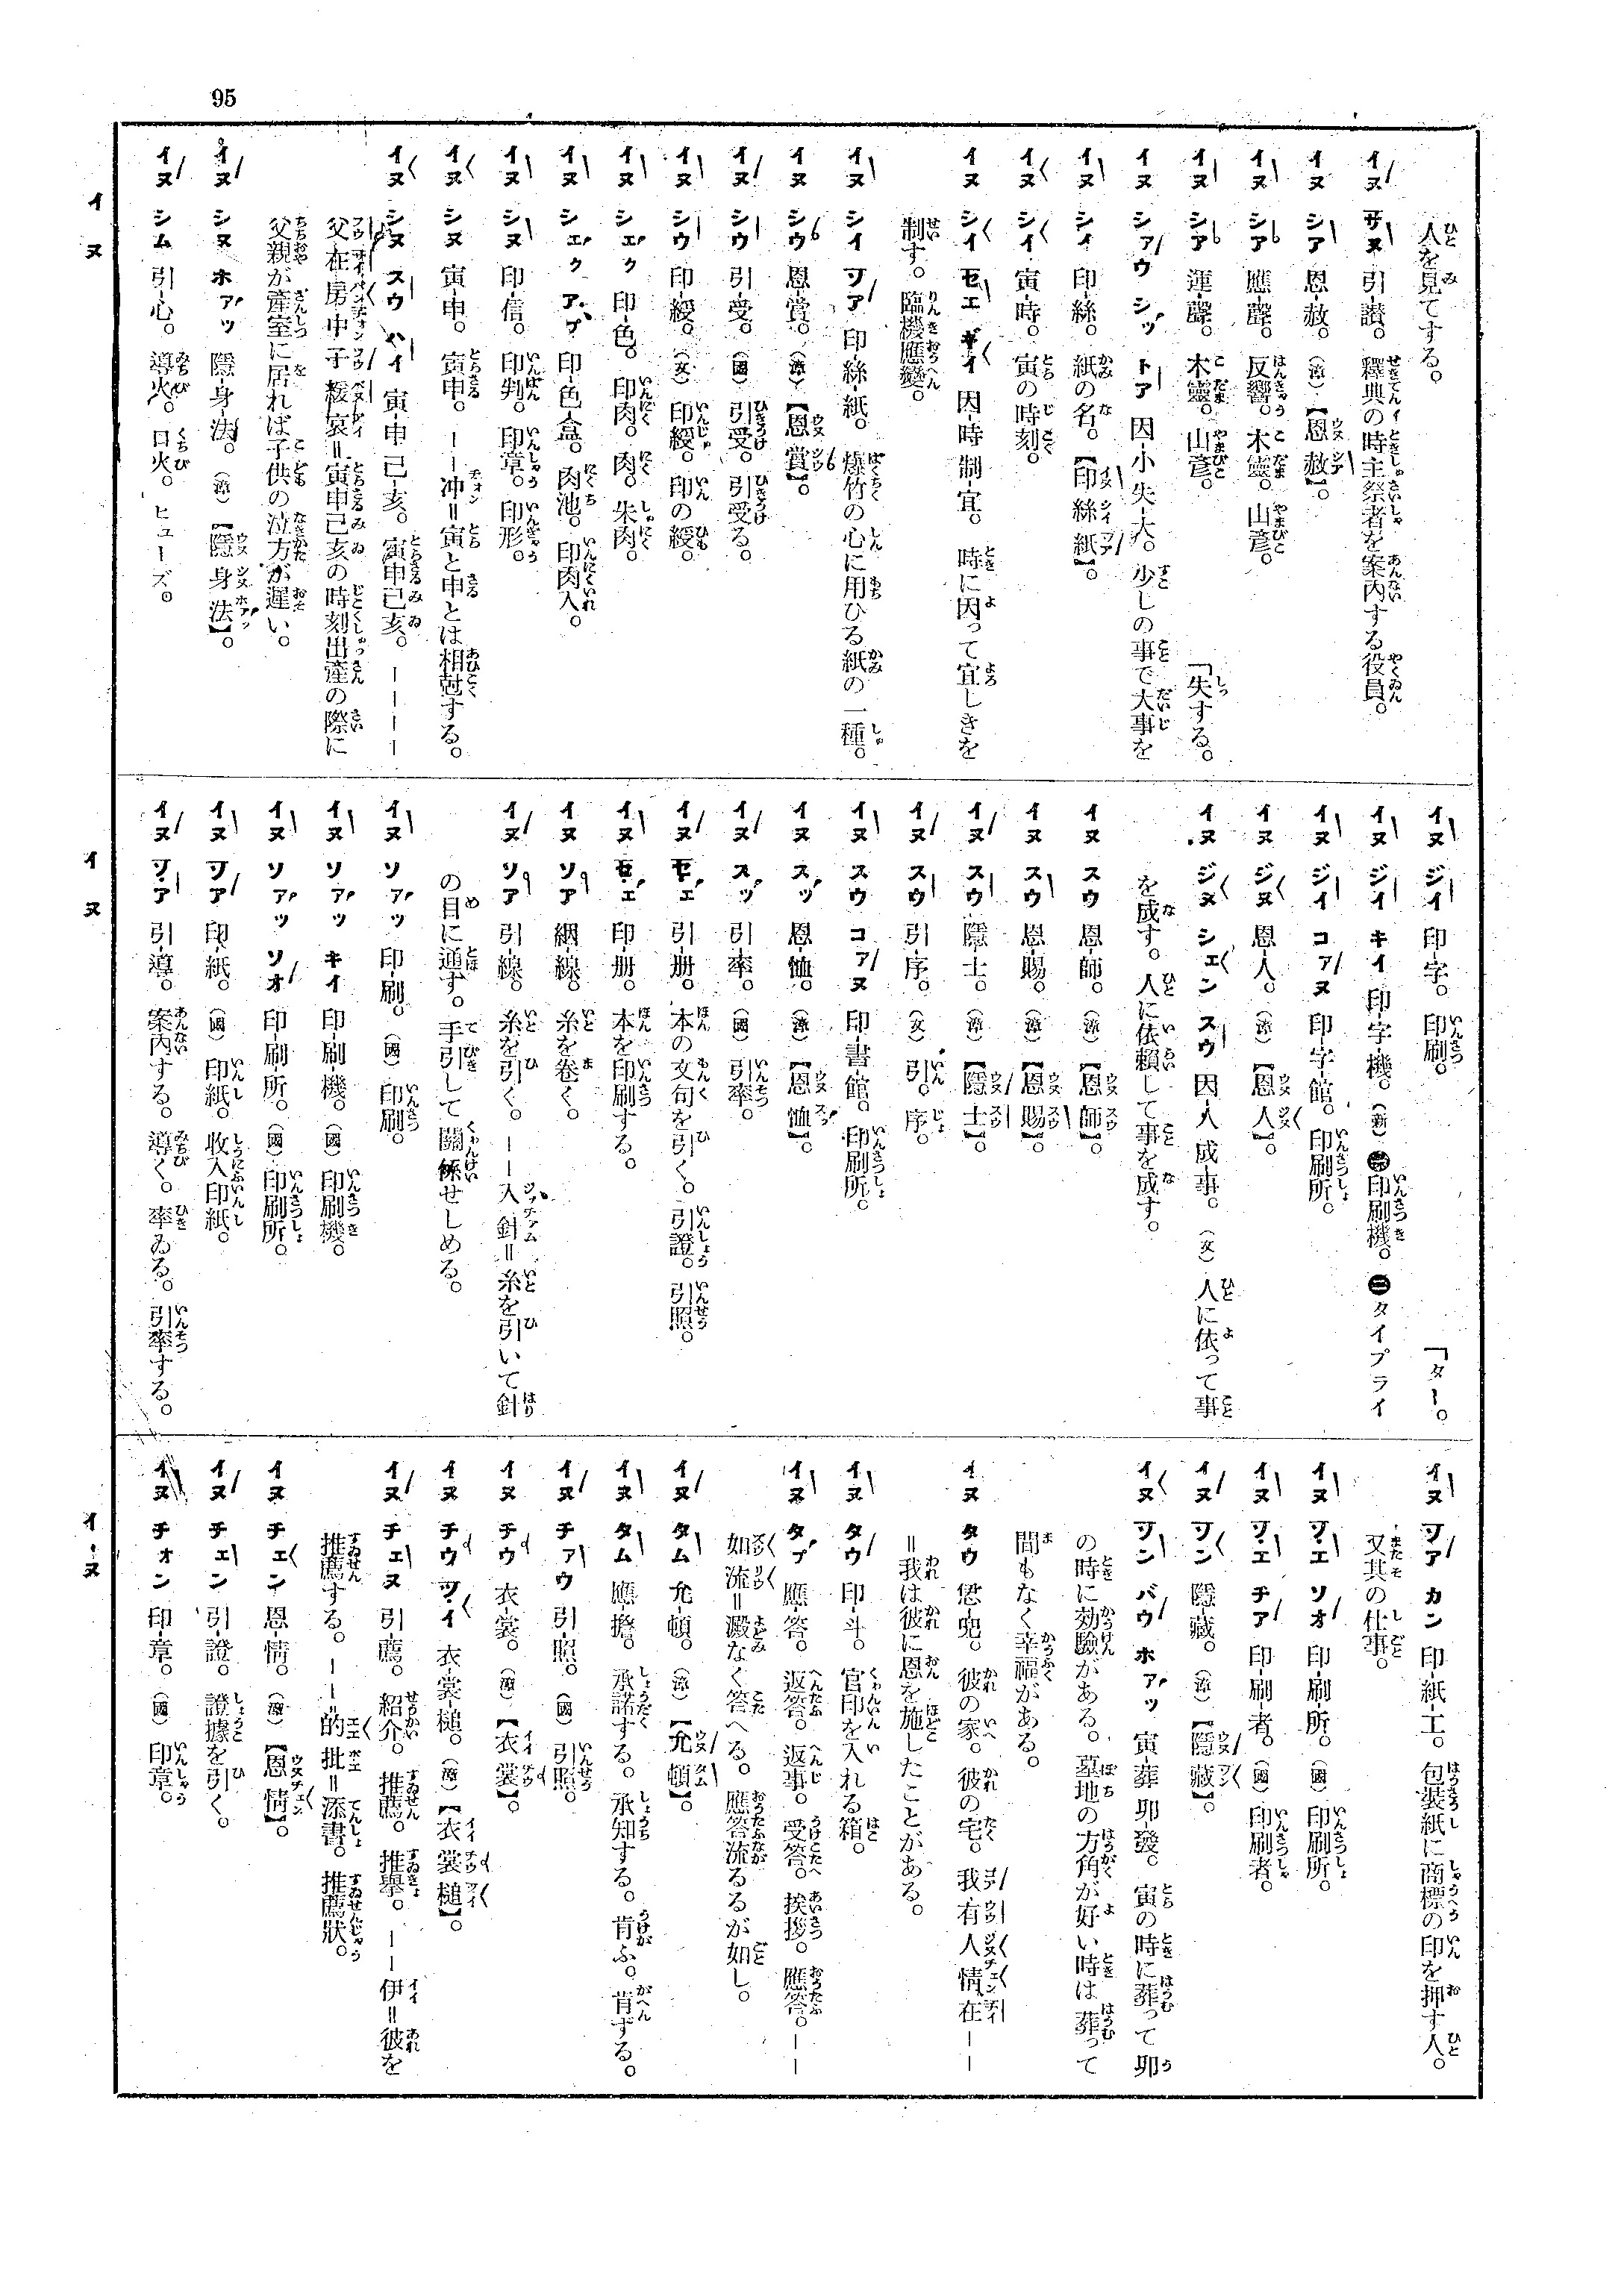 95
人を見てする。
イヌ サヌ 引-讃。釋典の時主祭者を案内する役員。
イヌ シア 恩-赦。(漳)【恩赦】。
イヌ シア 應-聲。反響。木靈。山彥。
イヌ シア 運-聲。木靈。山彥。 「失する。
イヌ シァウ シッ トア 因-小 失-大。少しの事で大事を
イヌ シィ 印-絲。紙の名。【印絲紙】。
イヌ シイ 寅-時。寅の時刻。
イヌ シイ セエ ギイ 因-時 制-宜。時に因って宜しきを
制す。臨機應變。
イヌ シイ ツア 印-絲-紙。爆竹の心に用ひる紙の一種。
イヌ シウ 恩-賞。(漳)【恩賞】。
イヌ シウ 引-受。(國)引受。引受る。
イヌ シウ 印-綬。(文)印綬。印の綬。
イヌ シェク 印-色。印肉。肉。朱肉。
イヌ シェク アプ 印-色-盒。肉池。印肉入。
イヌ シヌ 印-信。印判。印章。印形。
イヌ シヌ 寅-申。寅申。――冲=寅と申とは相尅する。
イヌ シヌ スウ ハイ 寅-申 己-亥。寅申己亥。――――
父-在-房-中 子-緩-哀=寅申己亥の時刻出產の際に
父親が產室に居れば子供の泣方が遲い。
イヌ シヌ ホァッ 隱-身-法。(漳)【隱身法】。
イヌ シム 引-心。導火。口火。ヒューズ。
イ ヌ
イヌ ジイ 印-字。印刷。 「ター。
イヌ ジイ キイ 印-字-機。(新)㊀印刷機。㊁タイプライ
イヌ ジイ コアヌ 印-字-館。印刷所。
イヌ ジヌ 恩-人。(漳)【恩人】。
イヌ ジヌ シェン スウ 因-人 成-事。(文)人に依って事
を成す。人に依賴して事を成す。
イヌ スウ 恩-師。(漳)【恩師】。
イヌ スウ 恩-賜。(漳)【恩賜】。
イヌ スウ 隱-士。(漳)【隱士】。
イヌ スウ 引-序。(文)引。序。
イヌ スウ コアヌ 印-書-館。印刷所。
イヌ スッ 恩-恤。(漳)【恩恤】。
イヌ スッ 引-率。(國)引率。
イヌ セェ 引-册。本の文句を引く。引證。引照。
イヌ セェ 印-册。本を印刷する。
イヌ ソア 絪-線。糸を卷く。
イヌ ソア 引-線。糸を引く。――入針=糸を引いて針
の目に通す。手引して關係せしめる。
イヌ ソァッ 印-刷。(國)印刷。
イヌ ソァッ キイ 印-刷-機。(國)印刷機。
イヌ ソァッ ソオ 印-刷-所。(國)印刷所。
イヌ ツア 印-紙。(國)印紙。收入印紙。
イヌ ツア 引-導。案内する。導く。率ゐる。引率する。
イ ヌ
イヌ ツア カン 印-紙-工。包裝紙に商標の印を押す人。
又其の仕事。
イヌ ツエ ソオ 印-刷-所。(國)印刷所。
イヌ ツエ チア 印-刷-者。(國)印刷者。
イヌ ツン 隱-藏。(漳)【隱藏】。
イヌ ツン バウ ホァッ 寅-葬 卯-發。寅の時に葬って卯
の時に効驗がある。墓地の方角が好い時は葬って
間もなく幸福がある。
イヌ タウ 恁-兜。彼の家。彼の宅。我有人情在――
=我は彼に恩を施したことがある。
イヌ タウ 印-斗。官印を入れる箱。
イヌ タプ 應-答。返答。返事。受答。挨拶。應答。――
如流=澱なく答へる。應答流るるが如し。
イヌ タム 允-頓。(漳)【允頓】。
イヌ タム 應-擔。承諾する。承知する。肯ふ。肯ずる。
イヌ チァウ 引-照。(國)引照。
イヌ チウ 衣-裳。(漳)【衣裳】。
イヌ チウ ツイ 衣-裳-槌。(漳)【衣裳槌】。
イヌ チェヌ 引-薦。紹介。推薦。推擧。――伊=彼を
推薦する。――的批=添書。推薦狀。
イヌ チェン 恩-情。(漳)【恩情】。
イヌ チェン 引-證。證據を引く。
イヌ チォン 印-章。(國)印章。
イ ヌ